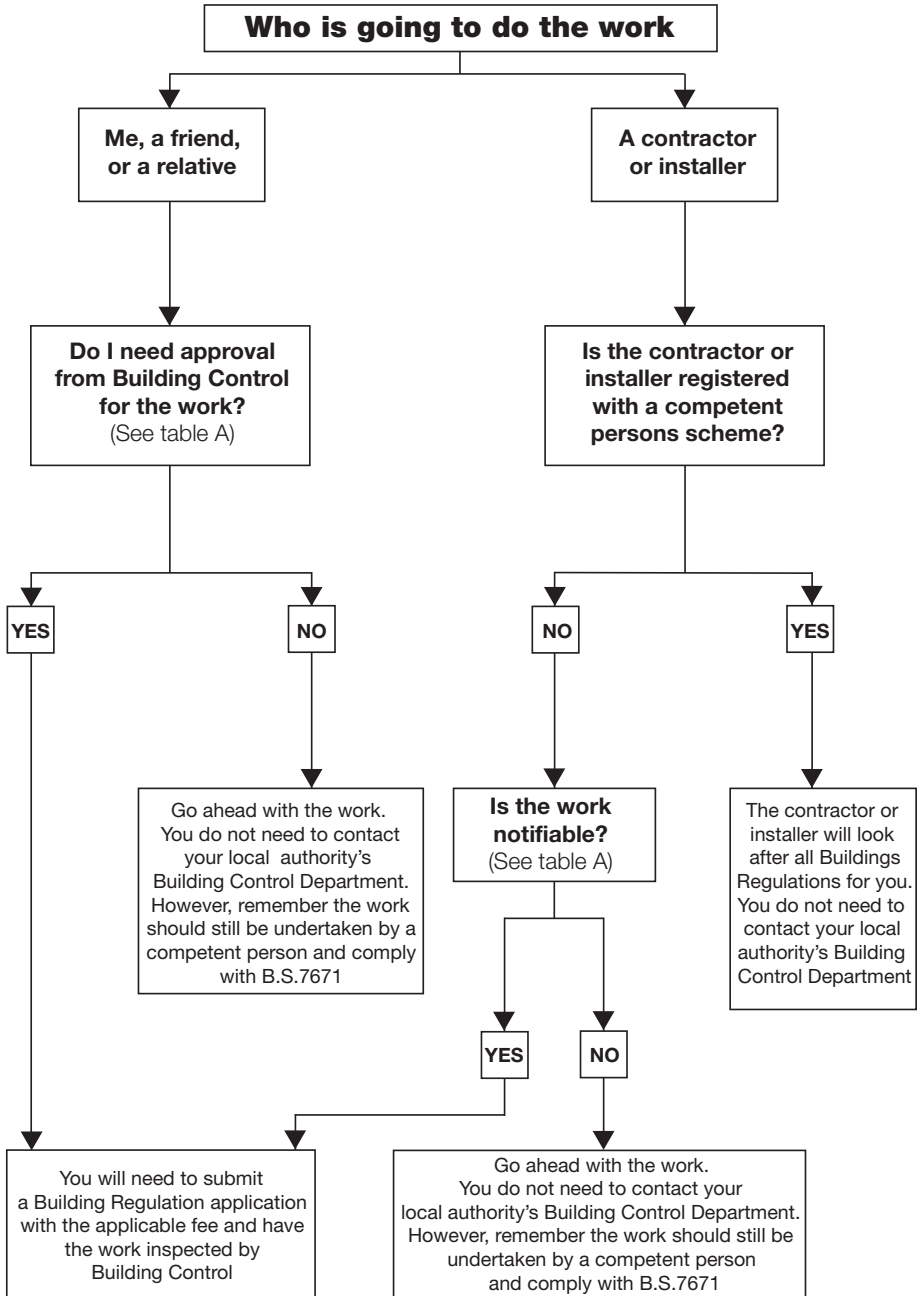 Who is going to do the work
Me, a friend,
or a relative
A contractor
or installer
Do I need approval
from Building Control
for the work?
(See table A)
Is the contractor or
installer registered
with a competent
persons scheme?
YES
NO
NO
YES
Go ahead with the work.
You do not need to contact
your local authority's
Building Control Department.
However, remember the work
should still be undertaken by a
competent person and comply
with B.S.7671
Is the work
notifiable?
(See table A)
The contractor or
installer will look
after all Buildings
Regulations for you.
You do not need to
contact your local
authority's Building
Control Department
YES
NO
You will need to submit
a Building Regulation application
with the applicable fee and have
the work inspected by
Building Control
Go ahead with the work.
You do not need to contact your
local authority's Building Control Department.
However, remember the work should still be
undertaken by a competent person
and comply with B.S.7671